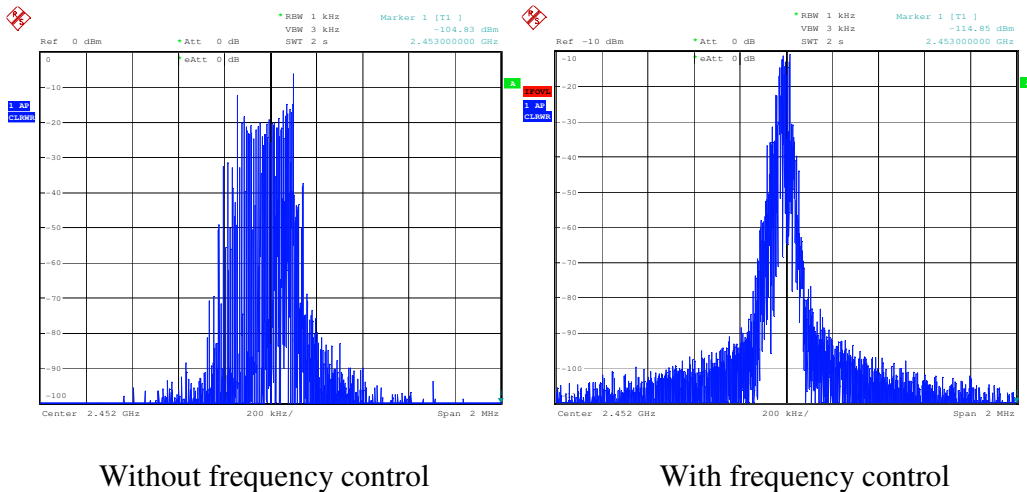 *RBW 1 kHz Marker 1 [T1 ]
VBW 3 kHz -104.83 dBm
Ref 0 dBm *Att 0 dB SWT 2 s 2.453000000 GHz
*eAtt 0 dB
0
-10
-20
-30
-40
-50
-60
-70
-80
-90
-100
A
1 AP
CLRWR
Center 2.452 GHz 200 kHz/ Span 2 MHz
Without frequency control
*RBW 1 kHz Marker 1 [T1 ]
VBW 3 kHz -114.85 dBm
Ref -10 dBm *Att 0 dB SWT 2 s 2.453000000 GHz
*eAtt 0 dB
-10
-20
-30
-40
-50
-60
-70
-80
-90
-100
IFOVL
1 AP
CLRWR
Center 2.452 GHz 200 kHz/ Span 2 MHz
With frequency control